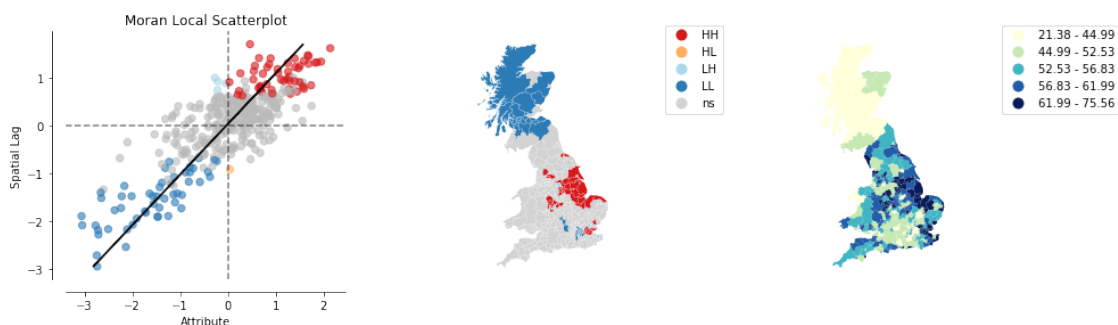 Moran Local Scatterplot
Spatial Lag
1
0
−1
−2
−3
−3
−2
−1
0
1
2
Attribute
HH
HL
LH
LL
ns
21.38 - 44.99
44.99 - 52.53
52.53 - 56.83
56.83 - 61.99
61.99 - 75.56